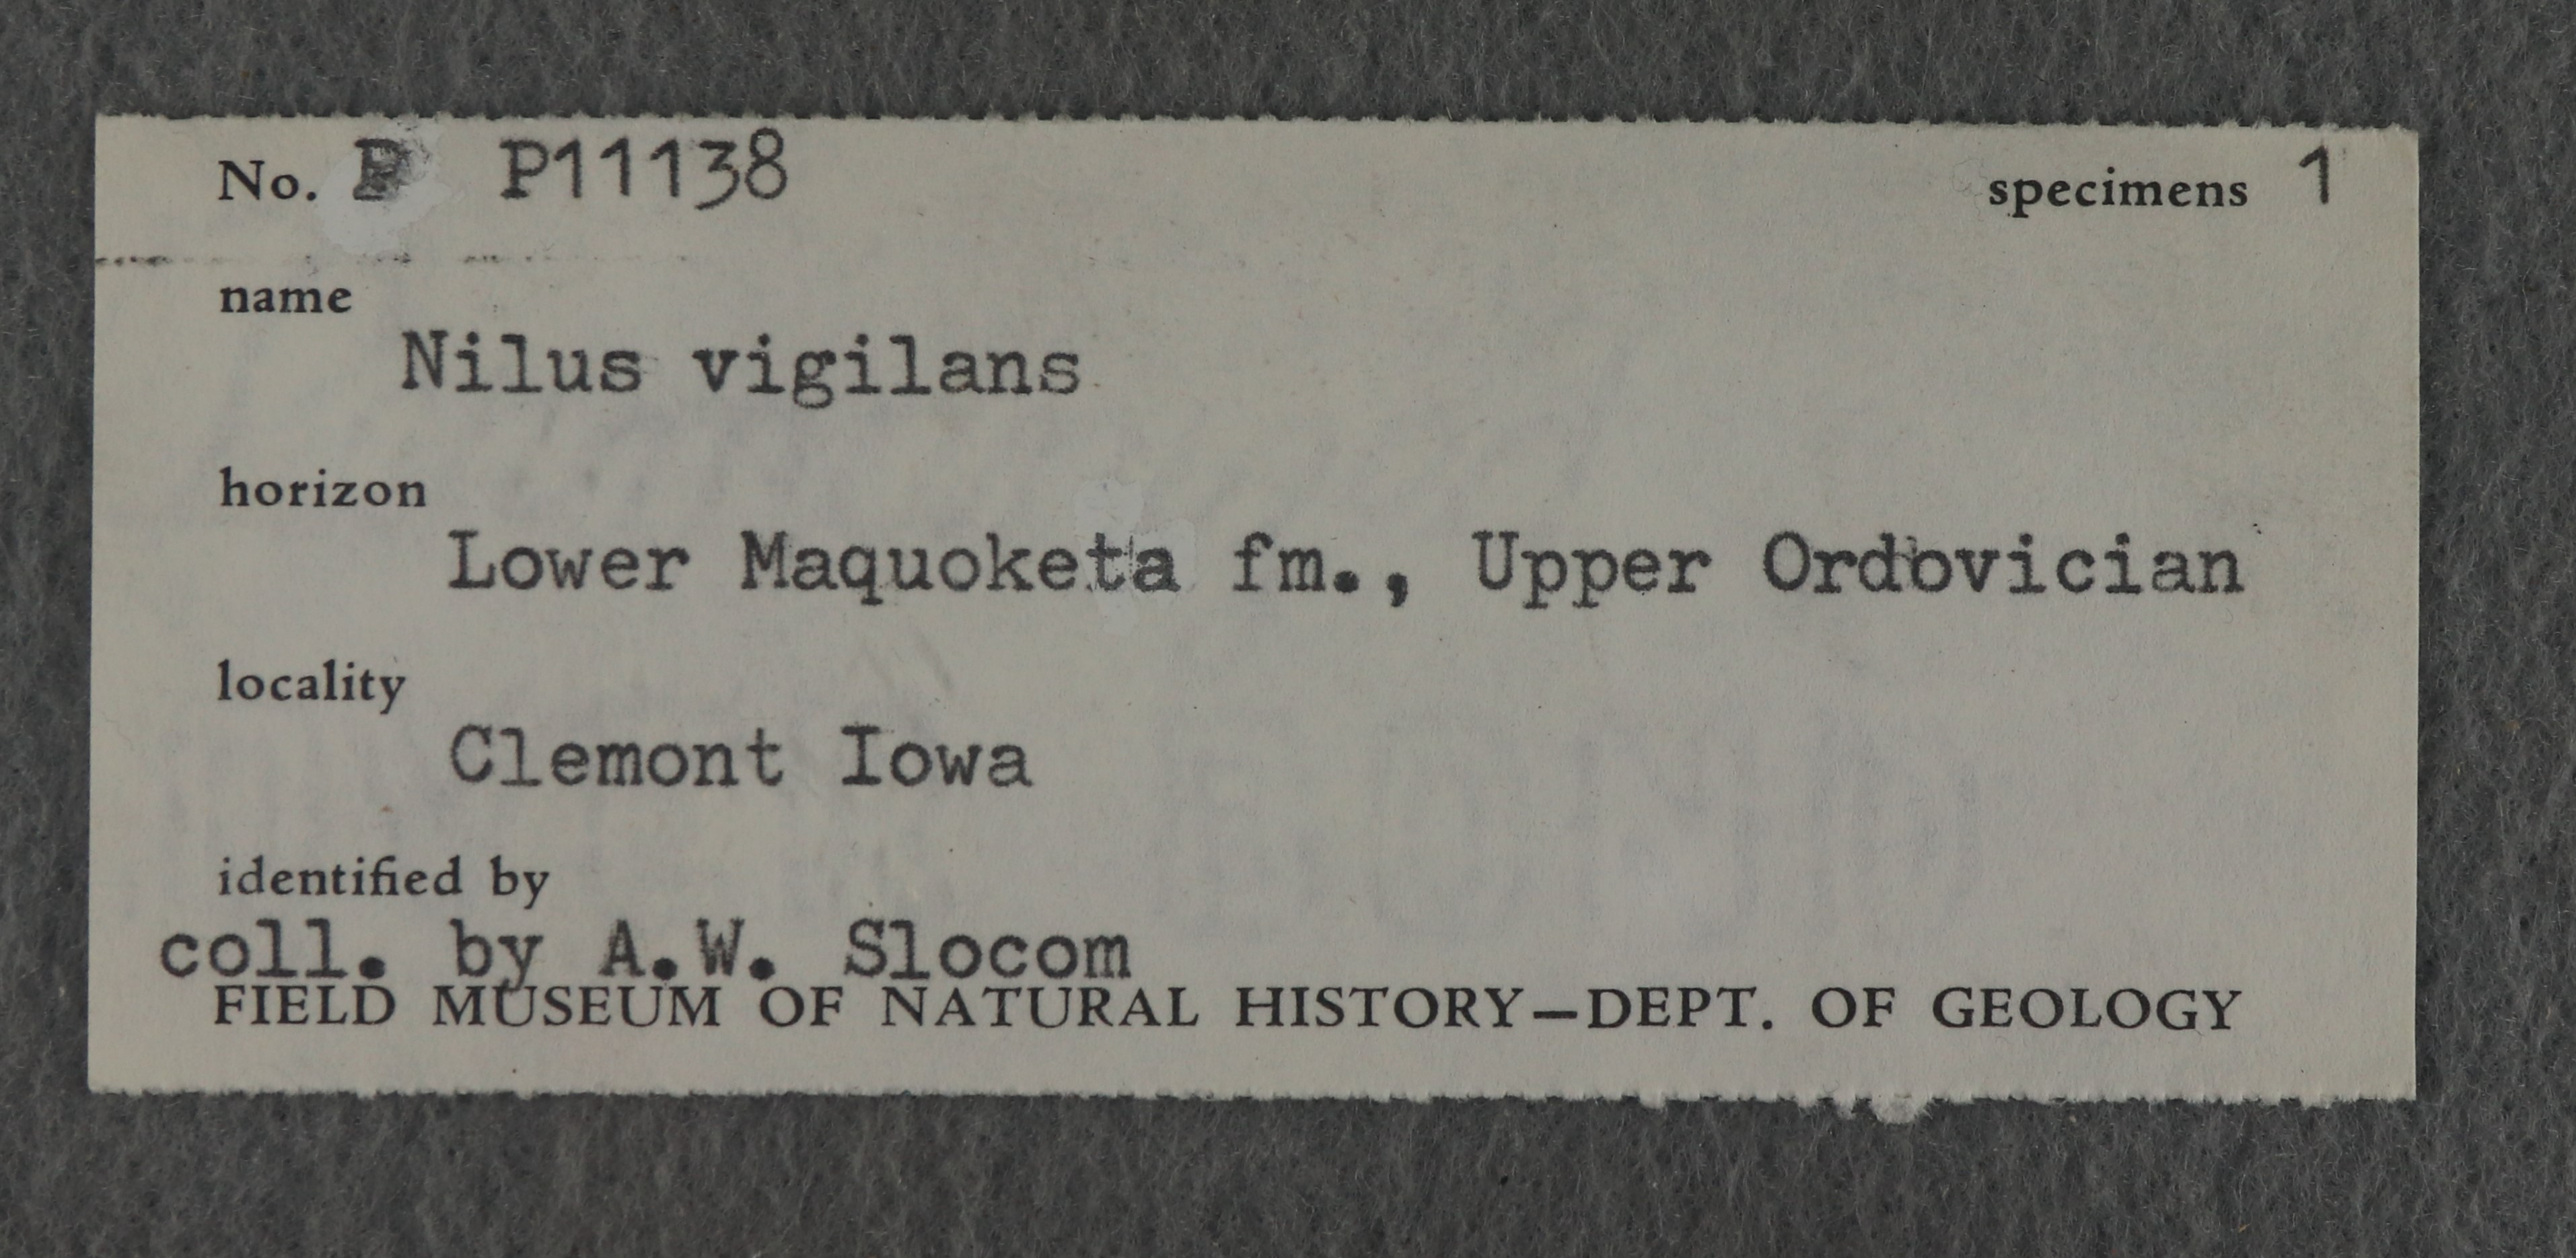 No. P P11138 specimens 1
name
Nilus vigilans
horizon
Lower Maquoketa fm., Upper Ordovician
locality
Clemont Iowa
identified by
coll. by A.W. Slocom
FIELD MUSEUM OF NATURAL HISTORY—DEPT. OF GEOLOGY